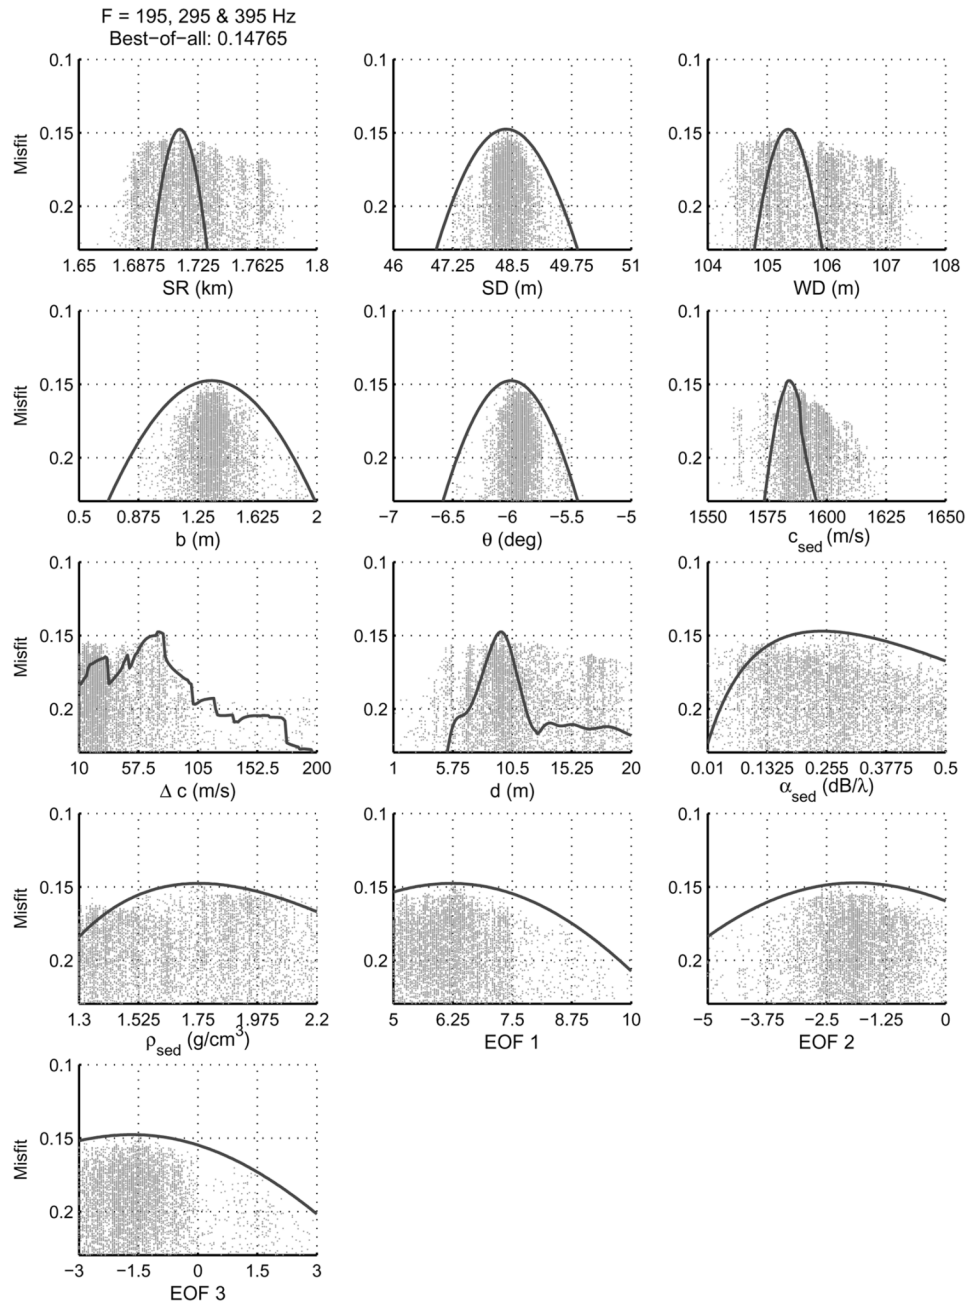 F = 195, 295 & 395 Hz
Best−of−all: 0.14765
0.1
0.15
0.2
Misfit
1.65 1.6875 1.725 1.7625 1.8
SR (km)
0.1
0.15
0.2
46 47.25 48.5 49.75 51
SD (m)
0.1
0.15
0.2
104 105 106 107 108
WD (m)
0.1
0.15
0.2
Misfit
0.5 0.875 1.25 1.625 2
b (m)
0.1
0.15
0.2
−7 −6.5 −6 −5.5 −5
θ (deg)
0.1
0.15
0.2
1550 1575 1600 1625 1650
c_sed (m/s)
0.1
0.15
0.2
Misfit
10 57.5 105 152.5 200
Δ c (m/s)
0.1
0.15
0.2
1 5.75 10.5 15.25 20
d (m)
0.1
0.15
0.2
0.01 0.1325 0.255 0.3775 0.5
α_sed (dB/λ)
0.1
0.15
0.2
Misfit
1.3 1.525 1.75 1.975 2.2
ρ_sed (g/cm³)
0.1
0.15
0.2
5 6.25 7.5 8.75 10
EOF 1
0.1
0.15
0.2
−5 −3.75 −2.5 −1.25 0
EOF 2
0.1
0.15
0.2
Misfit
−3 −1.5 0 1.5 3
EOF 3